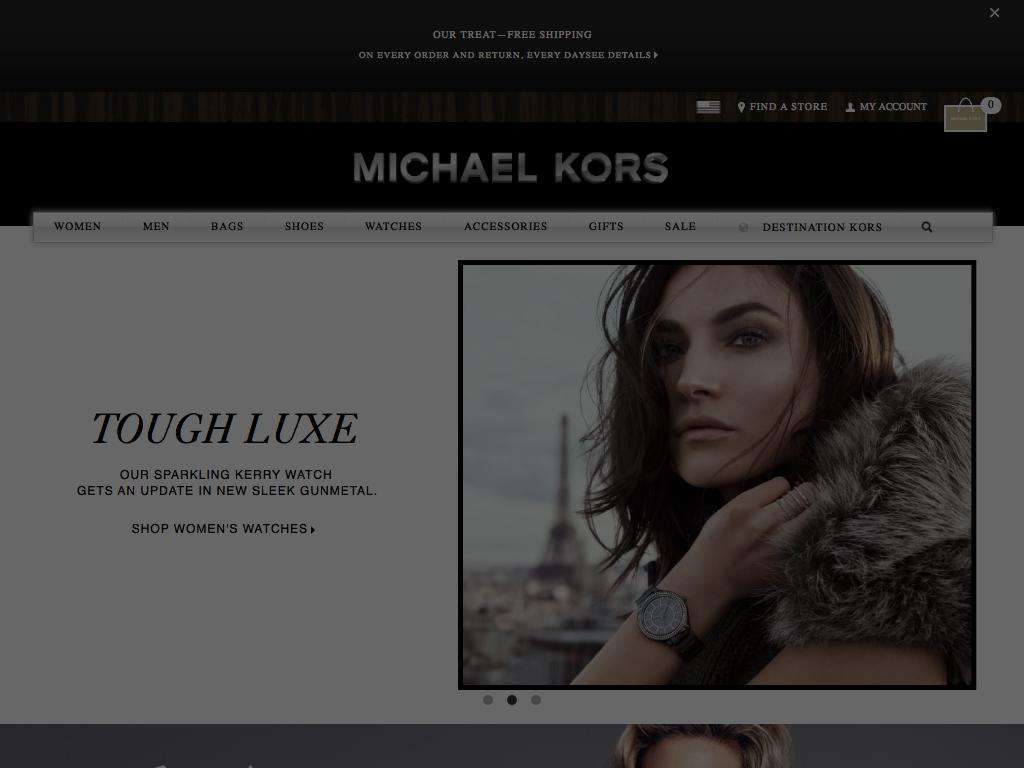 OUR TREAT—FREE SHIPPING
ON EVERY ORDER AND RETURN, EVERY DAYSEE DETAILS
FIND A STORE
MY ACCOUNT
0
MICHAEL KORS
WOMEN
MEN
BAGS
SHOES
WATCHES
ACCESSORIES
GIFTS
SALE
DESTINATION KORS
TOUGH LUXE
OUR SPARKLING KERRY WATCH
GETS AN UPDATE IN NEW SLEEK GUNMETAL.
SHOP WOMEN'S WATCHES